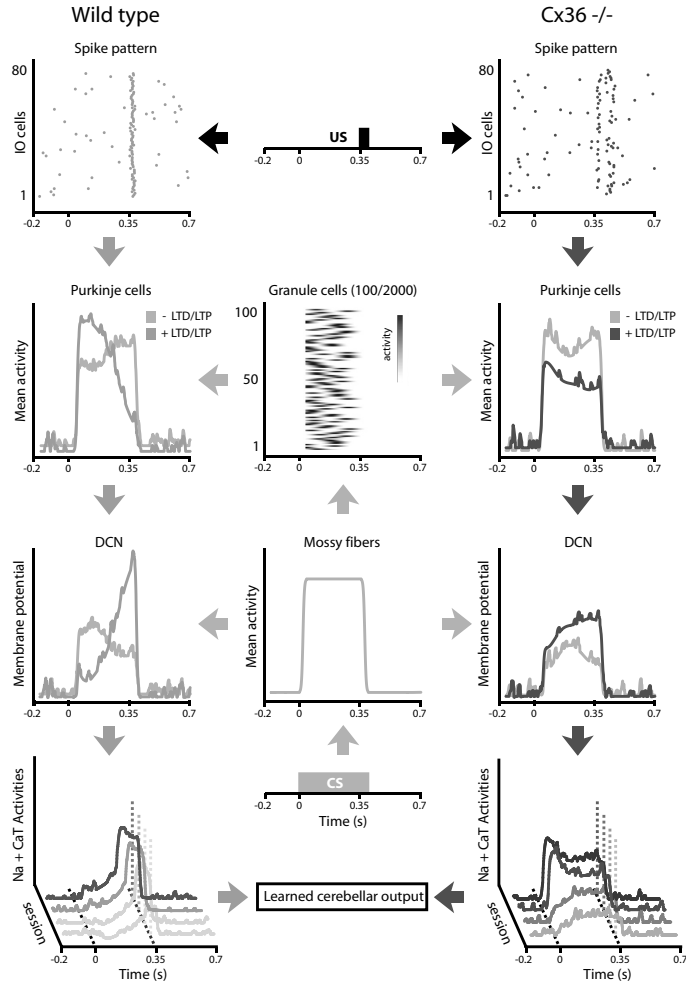 Wild type
Cx36 -/-
Spike pattern
Spike pattern
80
IO cells
1
-0.2 0 0.35 0.7
US
-0.2 0 0.35 0.7
80
IO cells
1
-0.2 0 0.35 0.7
Purkinje cells
- LTD/LTP
+ LTD/LTP
Mean activity
-0.2 0 0.35 0.7
Granule cells (100/2000)
100
50
1
activity
-0.2 0 0.35 0.7
Purkinje cells
- LTD/LTP
+ LTD/LTP
Mean activity
-0.2 0 0.35 0.7
DCN
Membrane potential
-0.2 0 0.35 0.7
Mossy fibers
Mean activity
-0.2 0 0.35 0.7
DCN
Membrane potential
-0.2 0 0.35 0.7
CS
-0.2 0 0.35 0.7
Time (s)
Na + CaT Activities
session
-0.2 0 0.35 0.7
Time (s)
Learned cerebellar output
Na + CaT Activities
session
-0.2 0 0.35 0.7
Time (s)